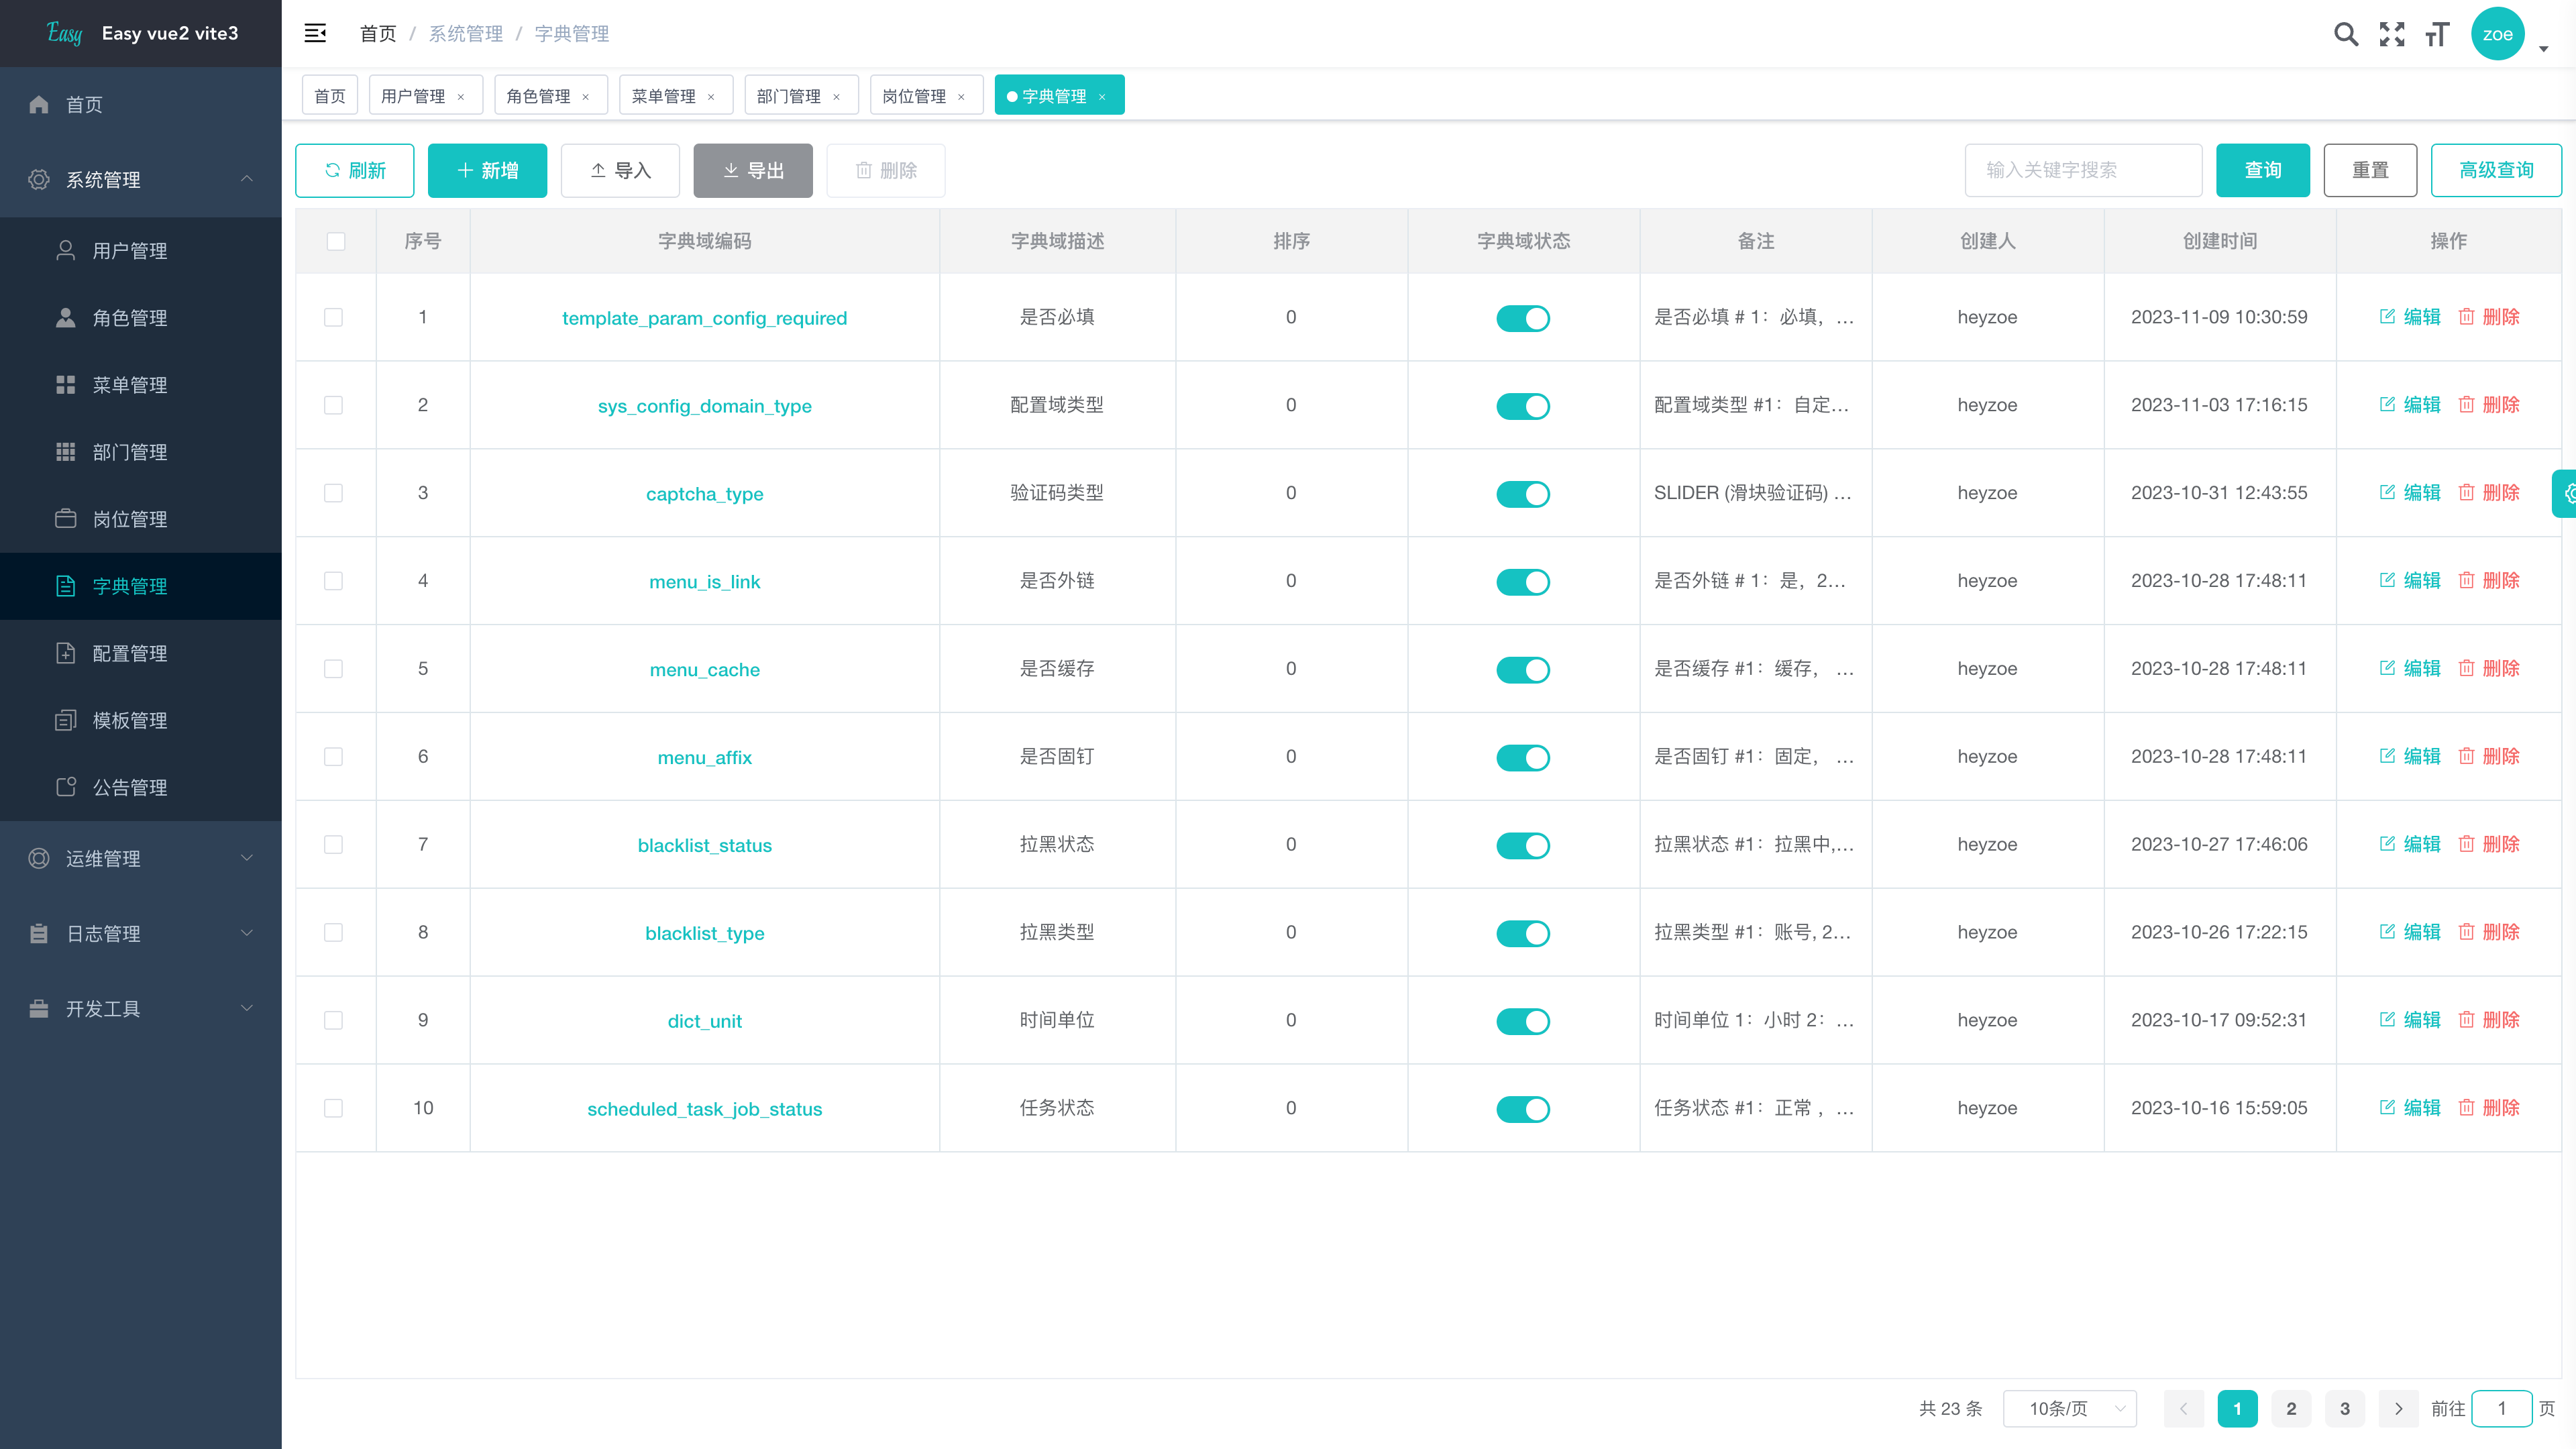 Easy Easy vue2 vite3
首页 / 系统管理 / 字典管理
zoe
首页 用户管理 × 角色管理 × 菜单管理 × 部门管理 × 岗位管理 × 字典管理 ×
首页
系统管理
用户管理
角色管理
菜单管理
部门管理
岗位管理
字典管理
配置管理
模板管理
公告管理
运维管理
日志管理
开发工具
刷新 新增 导入 导出 删除 输入关键字搜索 查询 重置 高级查询
序号 字典域编码 字典域描述 排序 字典域状态 备注 创建人 创建时间 操作
1 template_param_config_required 是否必填 0 是否必填 # 1：必填，... heyzoe 2023-11-09 10:30:59 编辑 删除
2 sys_config_domain_type 配置域类型 0 配置域类型 #1：自定... heyzoe 2023-11-03 17:16:15 编辑 删除
3 captcha_type 验证码类型 0 SLIDER (滑块验证码) ... heyzoe 2023-10-31 12:43:55 编辑 删除
4 menu_is_link 是否外链 0 是否外链 # 1：是，2... heyzoe 2023-10-28 17:48:11 编辑 删除
5 menu_cache 是否缓存 0 是否缓存 #1：缓存， ... heyzoe 2023-10-28 17:48:11 编辑 删除
6 menu_affix 是否固钉 0 是否固钉 #1：固定， ... heyzoe 2023-10-28 17:48:11 编辑 删除
7 blacklist_status 拉黑状态 0 拉黑状态 #1：拉黑中,... heyzoe 2023-10-27 17:46:06 编辑 删除
8 blacklist_type 拉黑类型 0 拉黑类型 #1：账号, 2... heyzoe 2023-10-26 17:22:15 编辑 删除
9 dict_unit 时间单位 0 时间单位 1：小时 2：... heyzoe 2023-10-17 09:52:31 编辑 删除
10 scheduled_task_job_status 任务状态 0 任务状态 #1：正常 ，... heyzoe 2023-10-16 15:59:05 编辑 删除
共 23 条 10条/页 1 2 3 前往 1 页